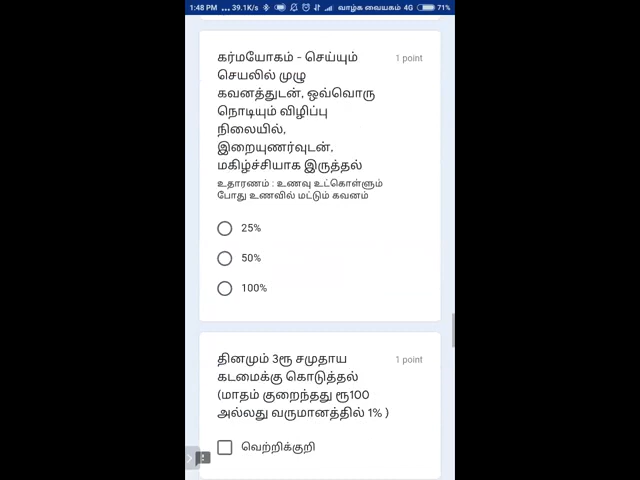 1:48 PM ... 39.1K/s வாழ்க வையகம் 4G 71%
கர்மயோகம் - செய்யும் 1 point
செயலில் முழு
கவனத்துடன், ஒவ்வொரு
நொடியும் விழிப்பு
நிலையில்,
இறையுணர்வுடன்,
மகிழ்ச்சியாக இருத்தல்
உதாரணம் : உணவு உட்கொள்ளும்
போது உணவில் மட்டும் கவனம்
25%
50%
100%
தினமும் 3ரூ சமுதாய 1 point
கடமைக்கு கொடுத்தல்
(மாதம் குறைந்தது ரூ100
அல்லது வருமானத்தில் 1% )
வெற்றிக்குறி